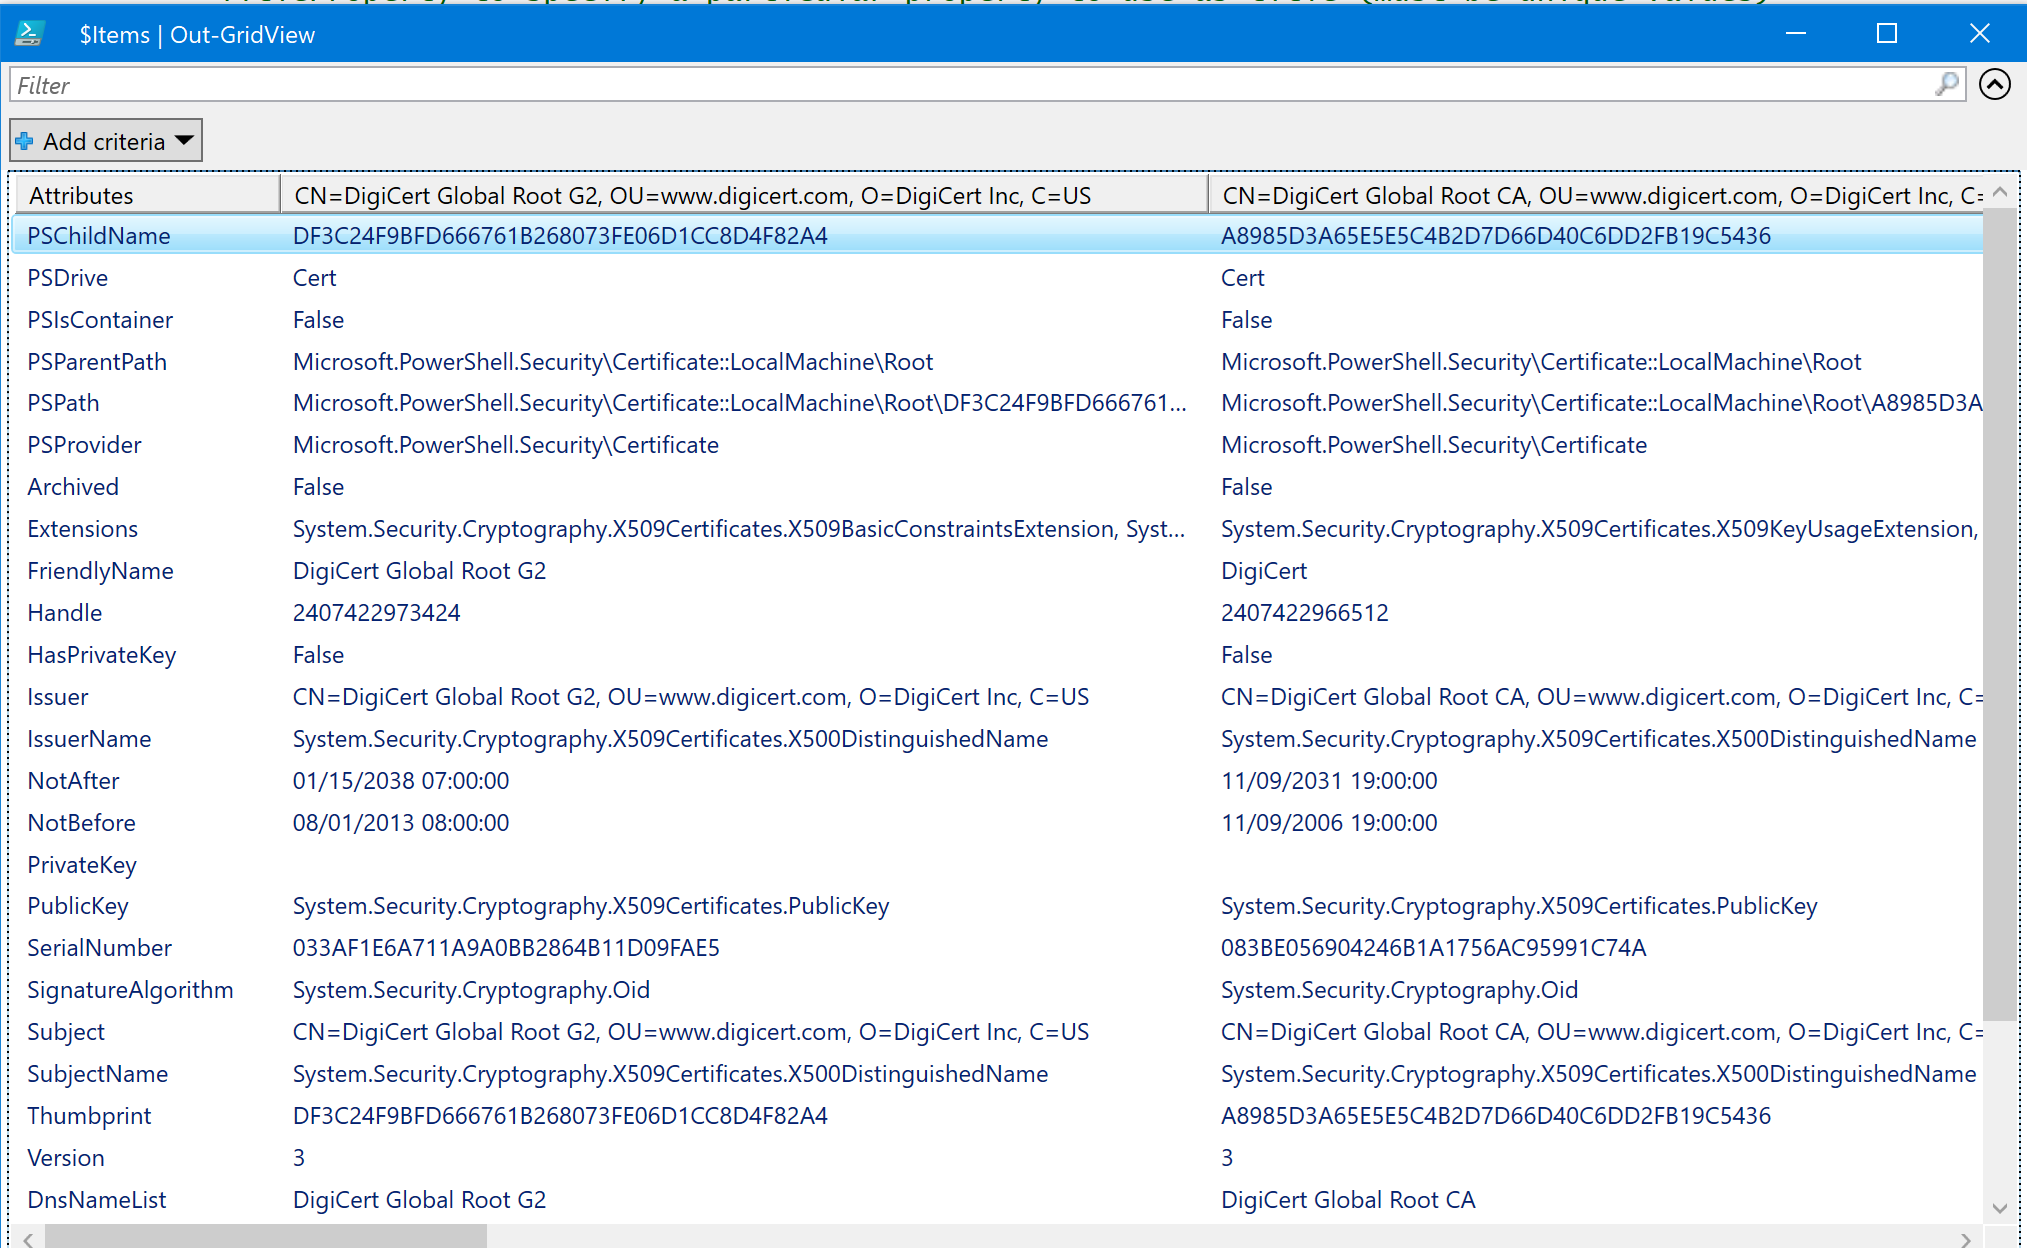 $Items | Out-GridView
Filter
Add criteria
Attributes CN=DigiCert Global Root G2, OU=www.digicert.com, O=DigiCert Inc, C=US CN=DigiCert Global Root CA, OU=www.digicert.com, O=DigiCert Inc, C=
PSChildName DF3C24F9BFD666761B268073FE06D1CC8D4F82A4 A8985D3A65E5E5C4B2D7D66D40C6DD2FB19C5436
PSDrive Cert Cert
PSIsContainer False False
PSParentPath Microsoft.PowerShell.Security\Certificate::LocalMachine\Root Microsoft.PowerShell.Security\Certificate::LocalMachine\Root
PSPath Microsoft.PowerShell.Security\Certificate::LocalMachine\Root\DF3C24F9BFD666761... Microsoft.PowerShell.Security\Certificate::LocalMachine\Root\A8985D3A
PSProvider Microsoft.PowerShell.Security\Certificate Microsoft.PowerShell.Security\Certificate
Archived False False
Extensions System.Security.Cryptography.X509Certificates.X509BasicConstraintsExtension, Syst... System.Security.Cryptography.X509Certificates.X509KeyUsageExtension,
FriendlyName DigiCert Global Root G2 DigiCert
Handle 2407422973424 2407422966512
HasPrivateKey False False
Issuer CN=DigiCert Global Root G2, OU=www.digicert.com, O=DigiCert Inc, C=US CN=DigiCert Global Root CA, OU=www.digicert.com, O=DigiCert Inc, C=
IssuerName System.Security.Cryptography.X509Certificates.X500DistinguishedName System.Security.Cryptography.X509Certificates.X500DistinguishedName
NotAfter 01/15/2038 07:00:00 11/09/2031 19:00:00
NotBefore 08/01/2013 08:00:00 11/09/2006 19:00:00
PrivateKey
PublicKey System.Security.Cryptography.X509Certificates.PublicKey System.Security.Cryptography.X509Certificates.PublicKey
SerialNumber 033AF1E6A711A9A0BB2864B11D09FAE5 083BE056904246B1A1756AC95991C74A
SignatureAlgorithm System.Security.Cryptography.Oid System.Security.Cryptography.Oid
Subject CN=DigiCert Global Root G2, OU=www.digicert.com, O=DigiCert Inc, C=US CN=DigiCert Global Root CA, OU=www.digicert.com, O=DigiCert Inc, C=
SubjectName System.Security.Cryptography.X509Certificates.X500DistinguishedName System.Security.Cryptography.X509Certificates.X500DistinguishedName
Thumbprint DF3C24F9BFD666761B268073FE06D1CC8D4F82A4 A8985D3A65E5E5C4B2D7D66D40C6DD2FB19C5436
Version 3 3
DnsNameList DigiCert Global Root G2 DigiCert Global Root CA